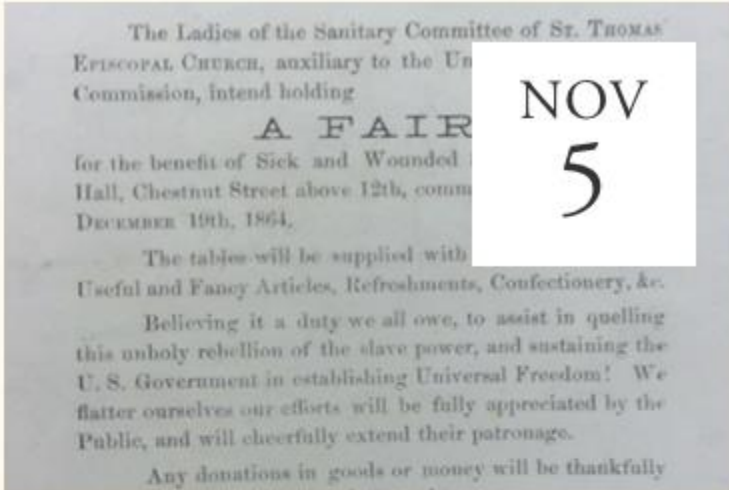 The Ladies of the Sanitary Committee of St. Thomas
Episcopal Church, auxiliary to the Un
Commission, intend holding
A FAIR
for the benefit of Sick and Wounded
Hall, Chestnut Street above 12th, comm
December 19th, 1864,
The tables will be supplied with
Useful and Fancy Articles, Refreshments, Confectionery, &c.
Believing it a duty we all owe, to assist in quelling
this unholy rebellion of the slave power, and sustaining the
U. S. Government in establishing Universal Freedom! We
flatter ourselves our efforts will be fully appreciated by the
Public, and will cheerfully extend their patronage.
Any donations in goods or money will be thankfully
NOV
5